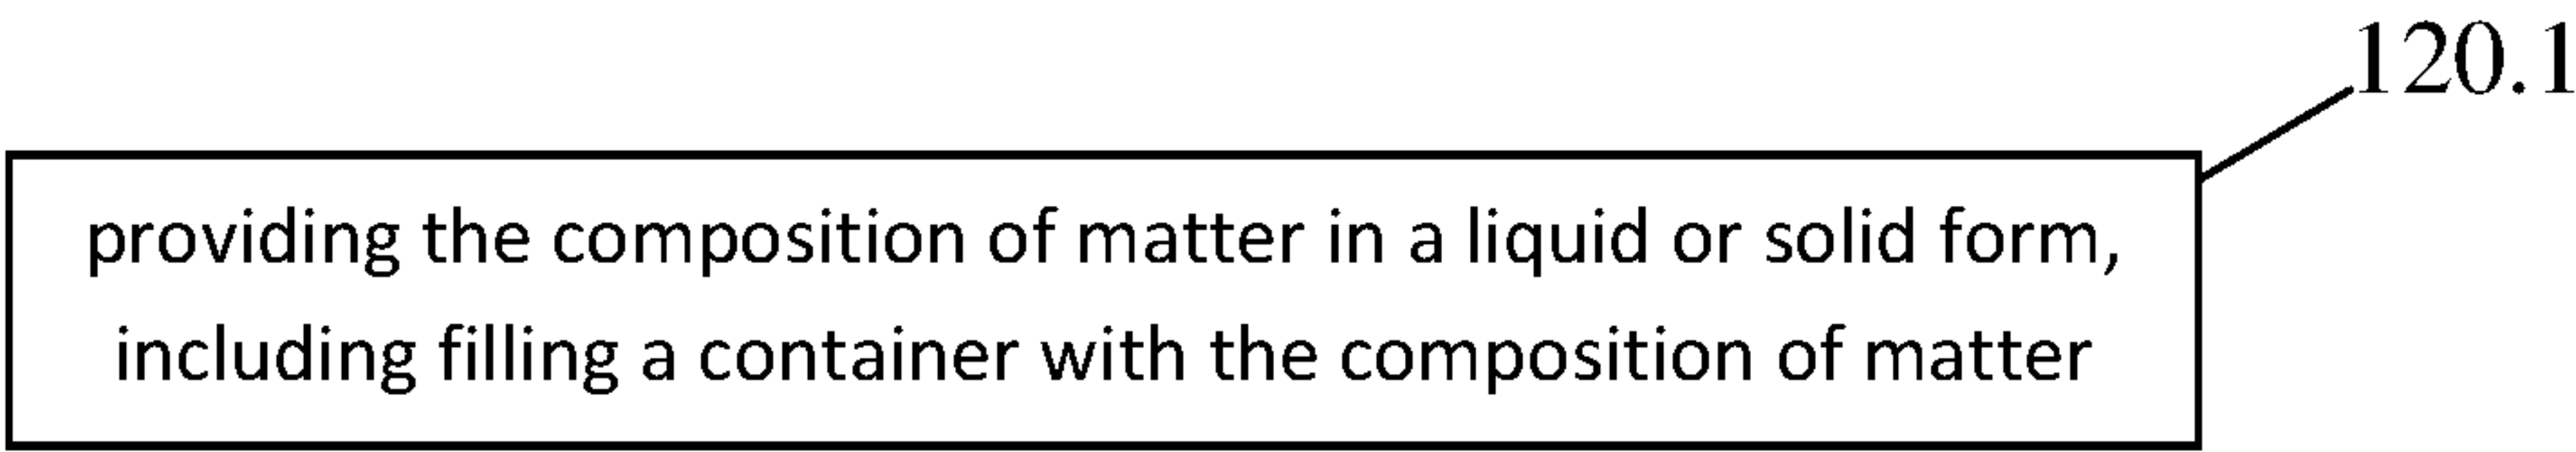 120.1
providing the composition of matter in a liquid or solid form,
including filling a container with the composition of matter